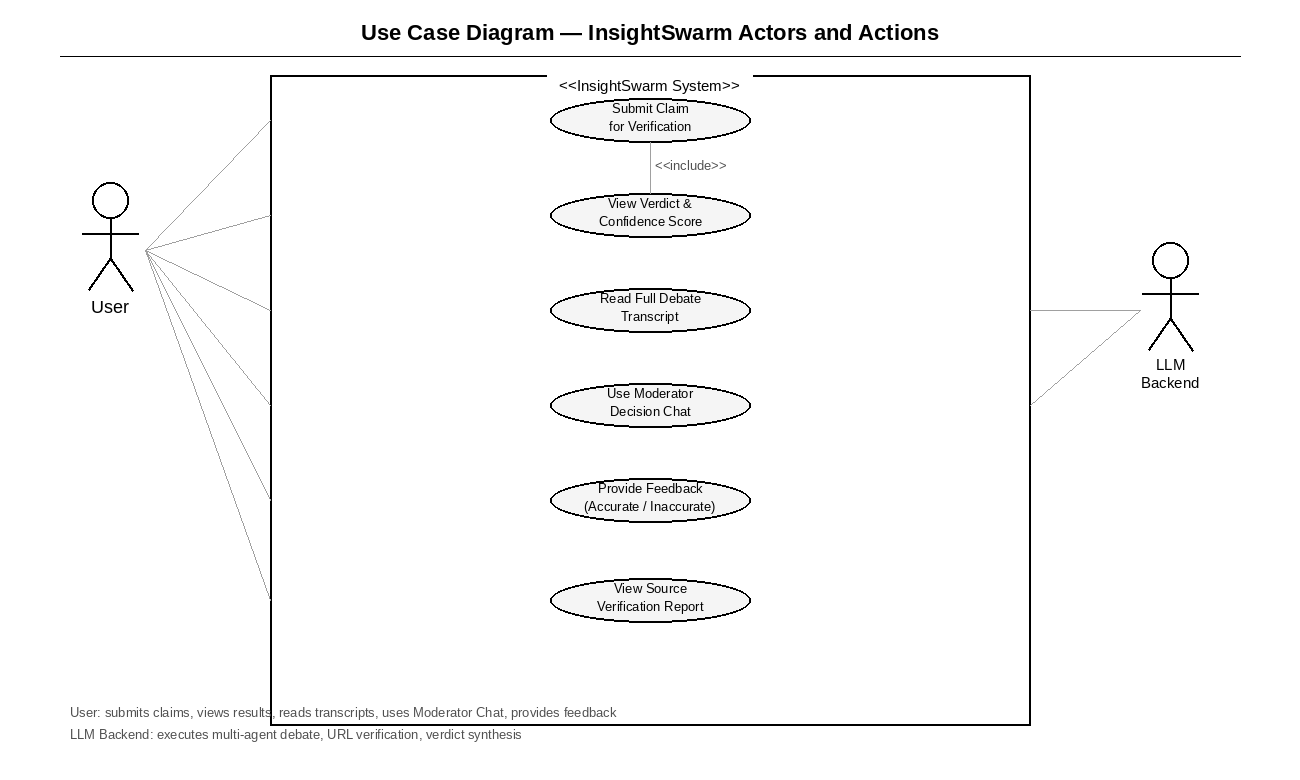 Use Case Diagram — InsightSwarm Actors and Actions
<<InsightSwarm System>>
Submit Claim
for Verification
<<include>>
View Verdict &
Confidence Score
Read Full Debate
Transcript
Use Moderator
Decision Chat
Provide Feedback
(Accurate / Inaccurate)
View Source
Verification Report
User
LLM
Backend
User: submits claims, views results, reads transcripts, uses Moderator Chat, provides feedback
LLM Backend: executes multi-agent debate, URL verification, verdict synthesis